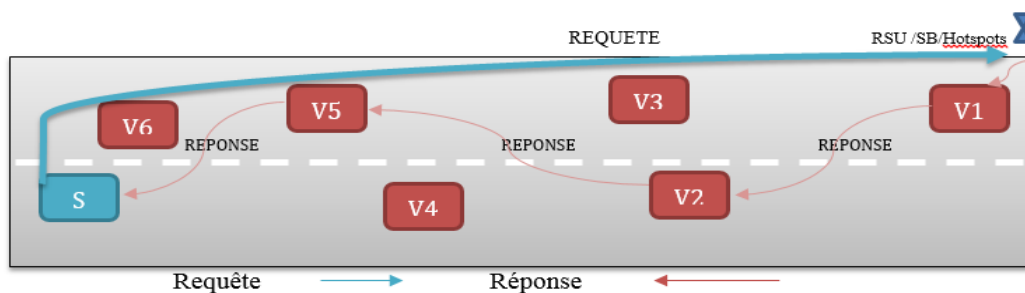 REQUETE
RSU /SB/Hotspots
V6
V5
V3
V1
REPONSE
REPONSE
REPONSE
S
V4
V2
Requête
Réponse